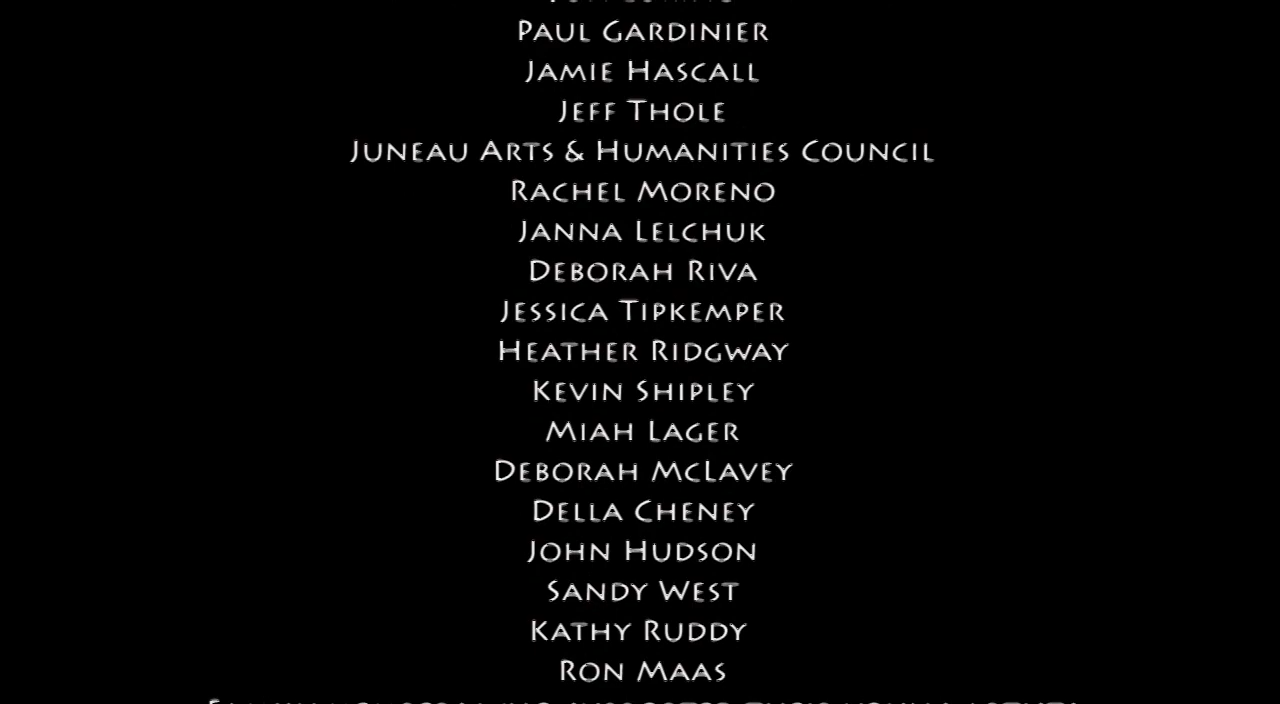 PAUL GARDINIER
JAMIE HASCALL
JEFF THOLE
JUNEAU ARTS & HUMANITIES COUNCIL
RACHEL MORENO
JANNA LELCHUK
DEBORAH RIVA
JESSICA TIPKEMPER
HEATHER RIDGWAY
KEVIN SHIPLEY
MIAH LAGER
DEBORAH MCLAVEY
DELLA CHENEY
JOHN HUDSON
SANDY WEST
KATHY RUDDY
RON MAAS